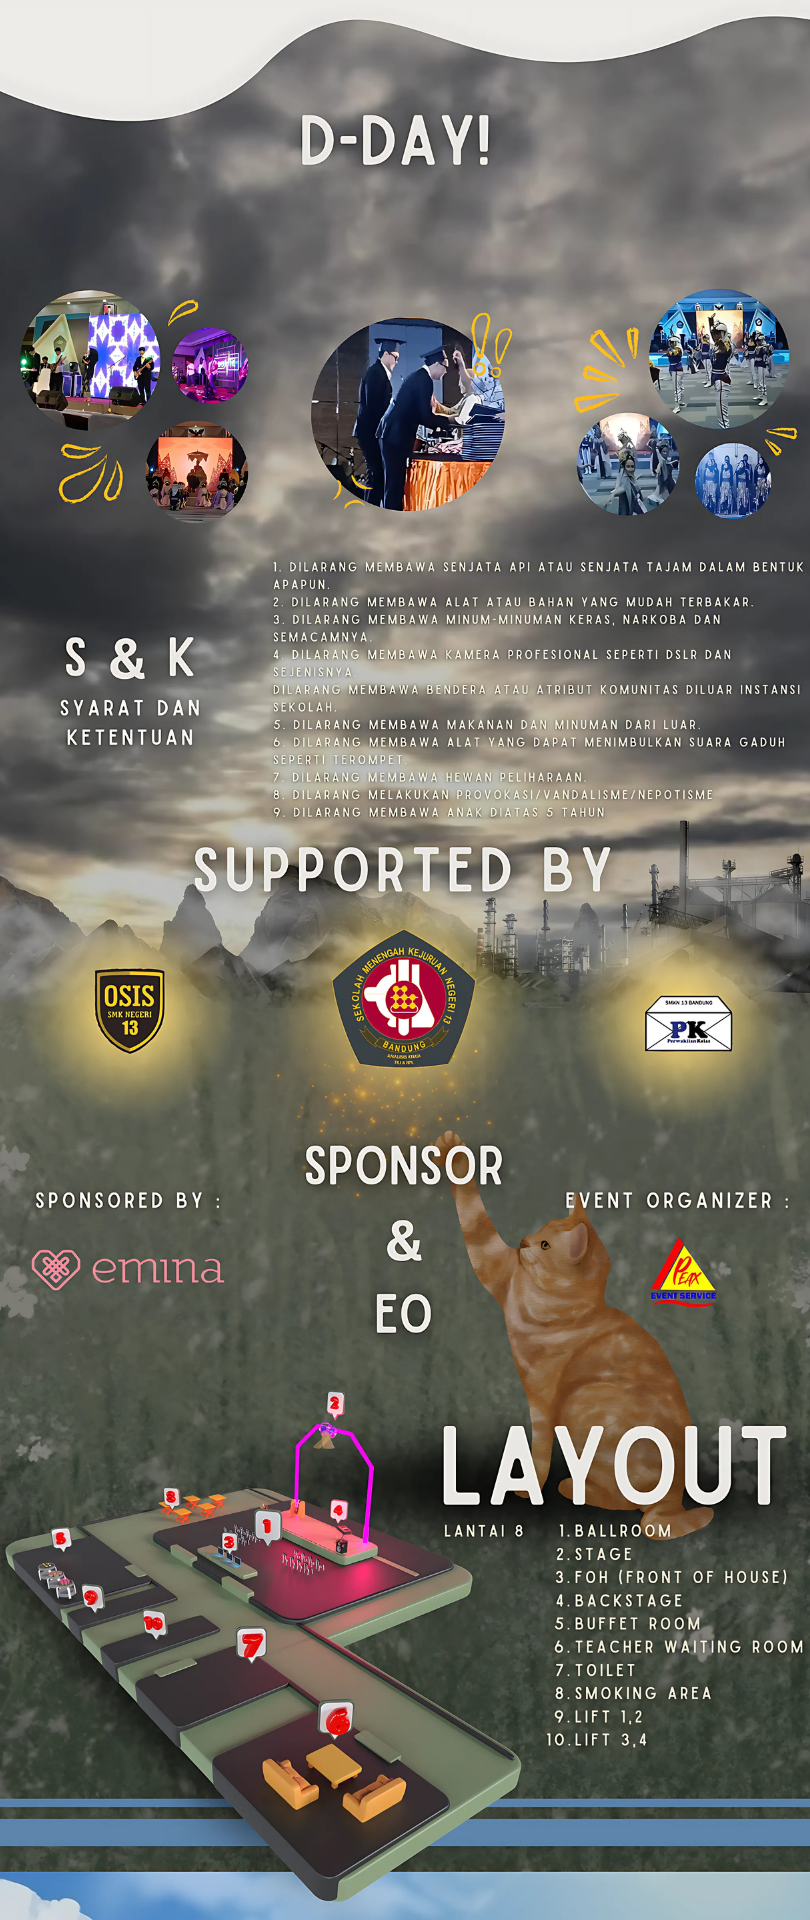 D-DAY!
1. DILARANG MEMBAWA SENJATA API ATAU SENJATA TAJAM DALAM BENTUK
APAPUN.
2. DILARANG MEMBAWA ALAT ATAU BAHAN YANG MUDAH TERBAKAR.
3. DILARANG MEMBAWA MINUM-MINUMAN KERAS, NARKOBA DAN
SEMACAMNYA.
4. DILARANG MEMBAWA KAMERA PROFESIONAL SEPERTI DSLR DAN
SEJENISNYA.
DILARANG MEMBAWA BENDERA ATAU ATRIBUT KOMUNITAS DILUAR INSTANSI
SEKOLAH.
5. DILARANG MEMBAWA MAKANAN DAN MINUMAN DARI LUAR.
6. DILARANG MEMBAWA ALAT YANG DAPAT MENIMBULKAN SUARA GADUH
SEPERTI TEROMPET.
7. DILARANG MEMBAWA HEWAN PELIHARAAN.
8. DILARANG MELAKUKAN PROVOKASI/VANDALISME/NEPOTISME
9. DILARANG MEMBAWA ANAK DIATAS 5 TAHUN
S & K
SYARAT DAN
KETENTUAN
SUPPORTED BY
OSIS
SMK NEGERI
13
SEKOLAH MENENGAH KEJURUAN NEGERI 13
BANDUNG
ANALISIS KIMIA
SMKN 13 BANDUNG
PK
Perwakilan Kelas
SPONSOR
&
EO
SPONSORED BY :
emina
EVENT ORGANIZER :
PEAX
EVENT SERVICE
LAYOUT
LANTAI 8
1. BALLROOM
2. STAGE
3. FOH (FRONT OF HOUSE)
4. BACKSTAGE
5. BUFFET ROOM
6. TEACHER WAITING ROOM
7. TOILET
8. SMOKING AREA
9. LIFT 1,2
10. LIFT 3,4
2
8
4
1
3
5
9
10
7
6